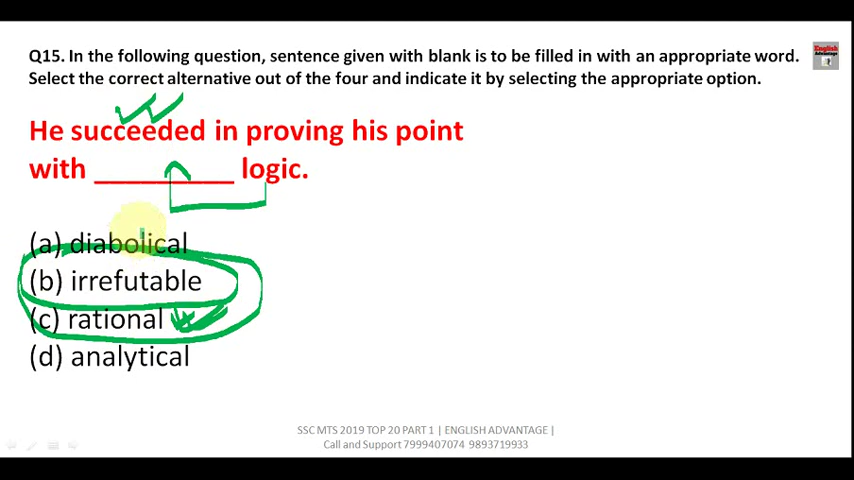 Q15. In the following question, sentence given with blank is to be filled in with an appropriate word.
Select the correct alternative out of the four and indicate it by selecting the appropriate option.
English
Advantage
He succeeded in proving his point
with __________ logic.
(a) diabolical
(b) irrefutable
(c) rational
(d) analytical
SSC MTS 2019 TOP 20 PART 1 | ENGLISH ADVANTAGE |
Call and Support 7999407074 9893719933